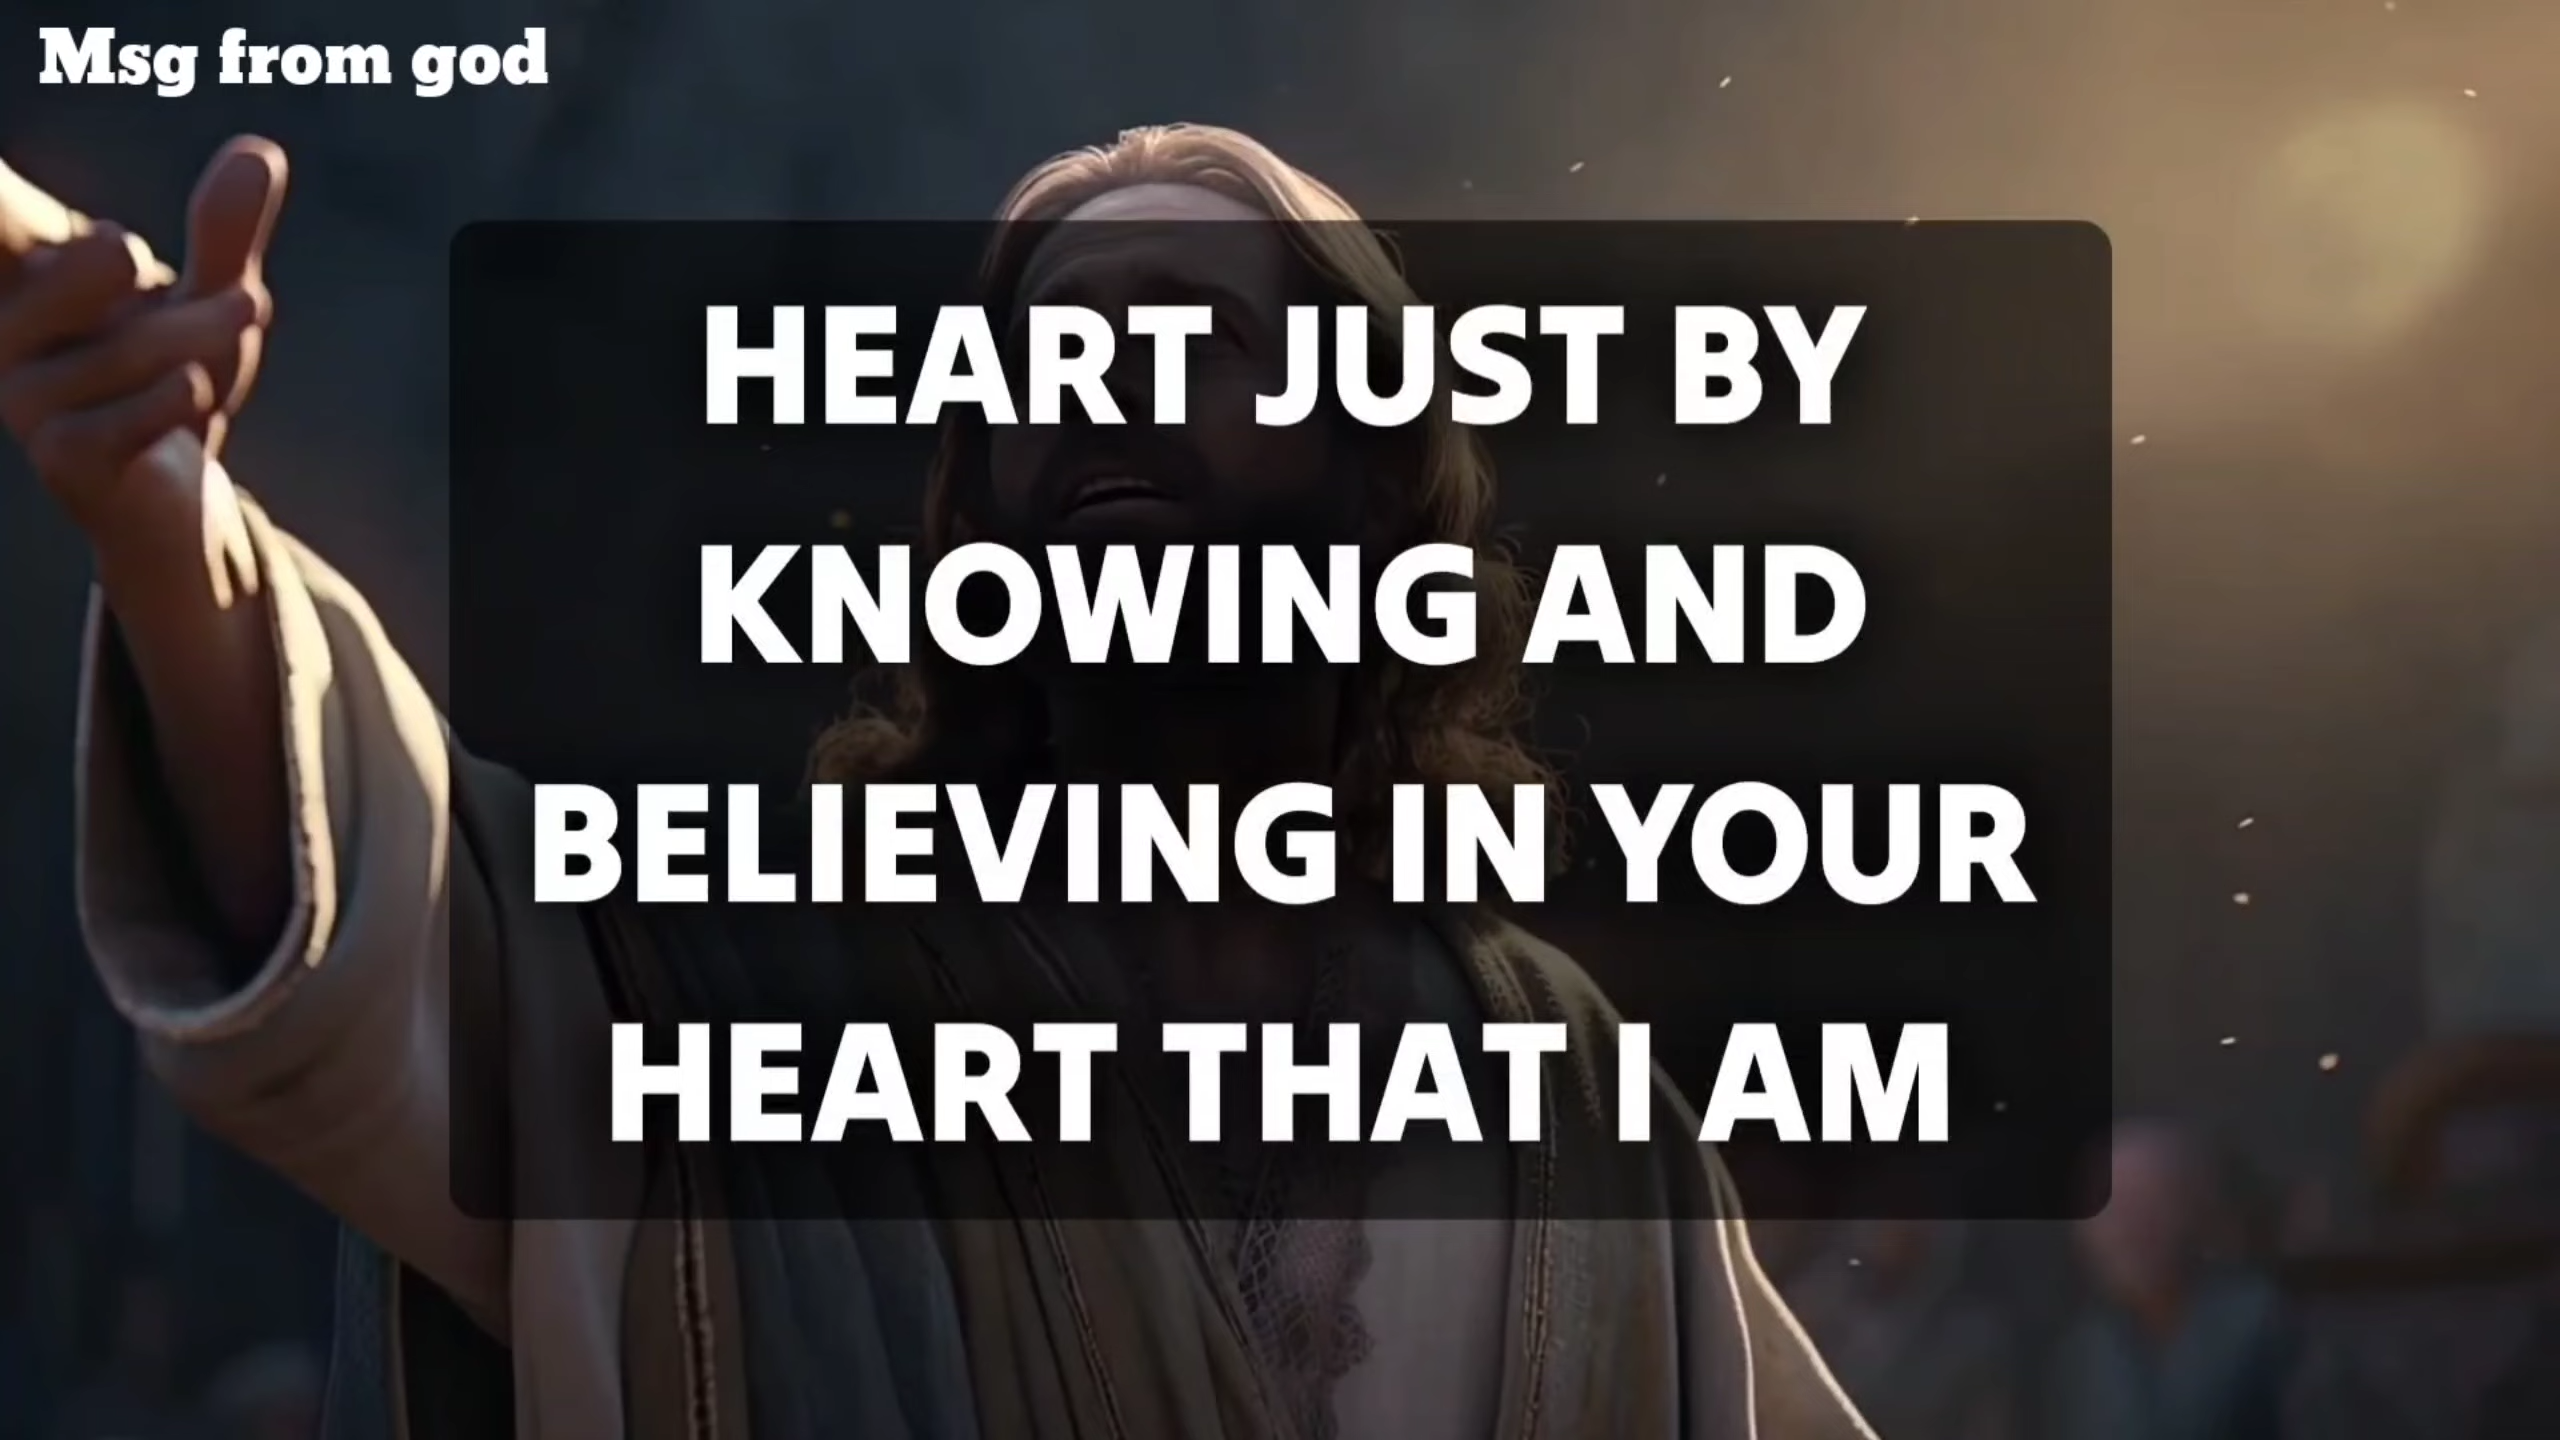 Msg from god
HEART JUST BY
KNOWING AND
BELIEVING IN YOUR
HEART THAT I AM